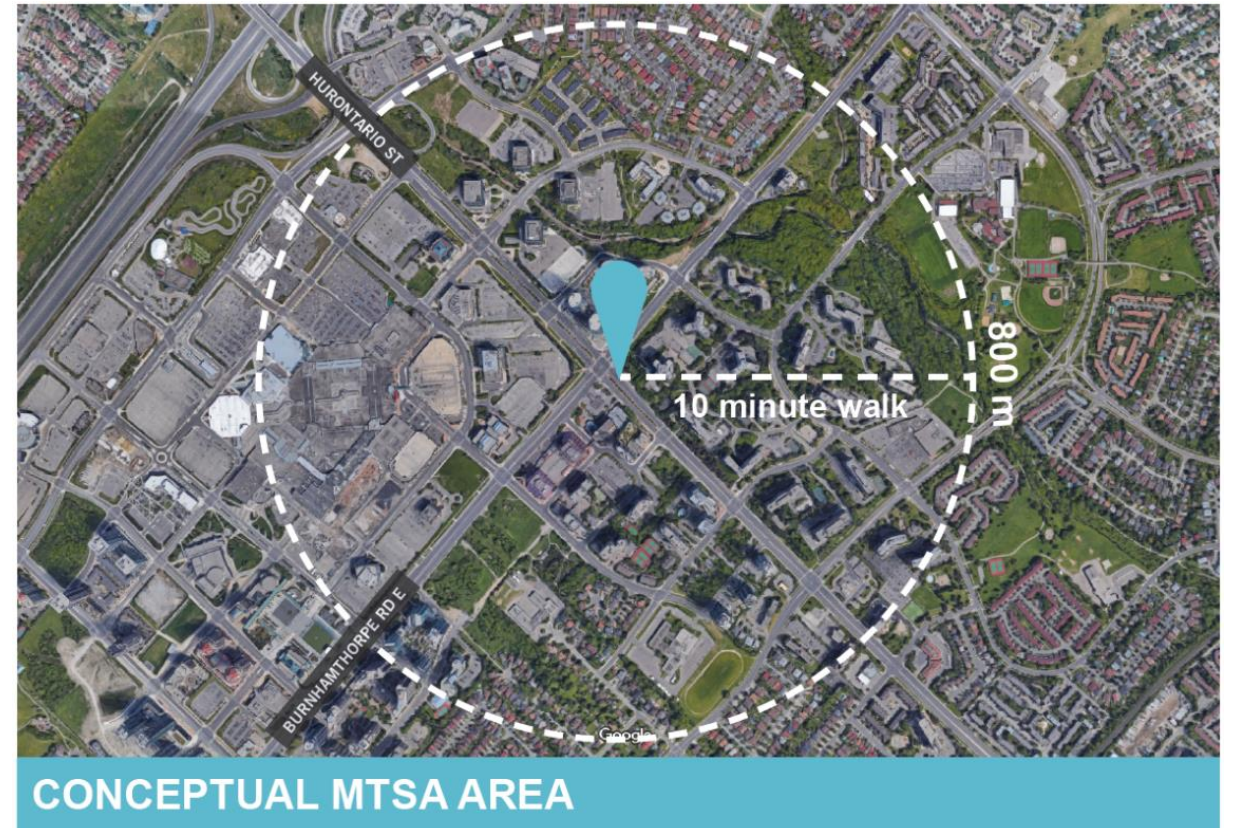 HURONTARIO ST
800 m
10 minute walk
BURNHAMTHORPE RD E
Google
CONCEPTUAL MTSA AREA